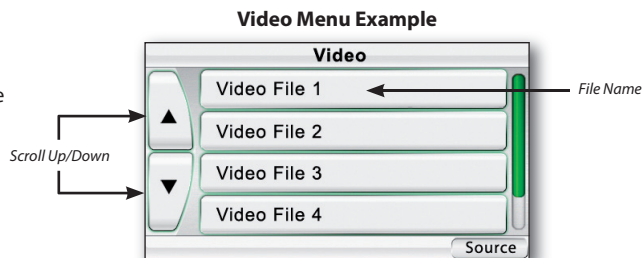 Video Menu Example
Video
Video File 1
File Name
e
Video File 2
Scroll Up/Down
Video File 3
Video File 4
Source